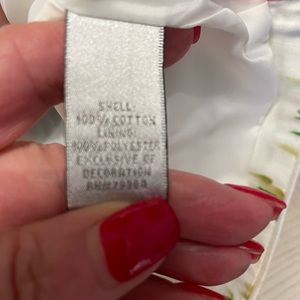 SHELL:
100% COTTON
LINING:
100% POLYESTER
EXCLUSIVE OF
DECORATION